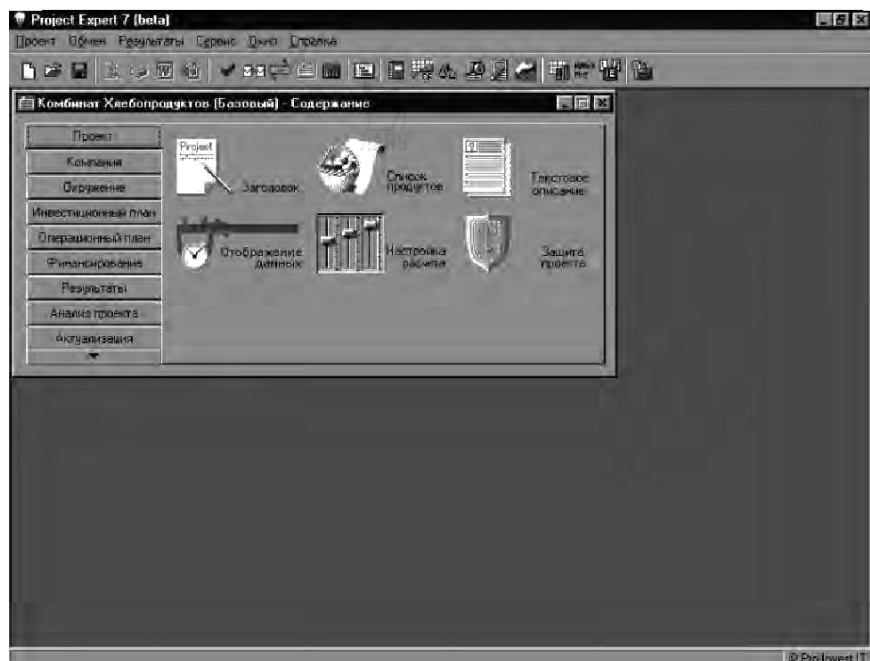 Project Expert 7 (beta)
Проект Обмен Результаты Сервис Окно Справка
Комбинат Хлебопродуктов (Базовый) - Содержание
Проект
Компания
Окружение
Инвестиционный план
Операционный план
Финансирование
Результаты
Анализ проекта
Актуализация
Project
Заголовок
Список
продуктов
Текстовое
описание
Отображение
данных
Настройка
расчета
Защита
проекта
© Pro-Invest IT